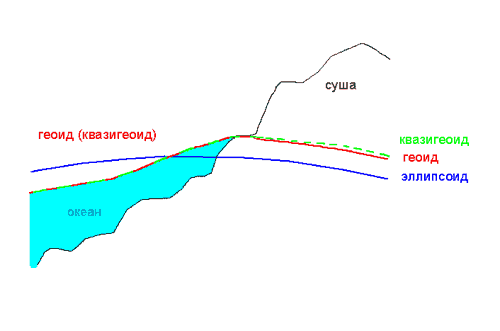 суша
геоид (квазигеоид)
квазигеоид
геоид
эллипсоид
океан